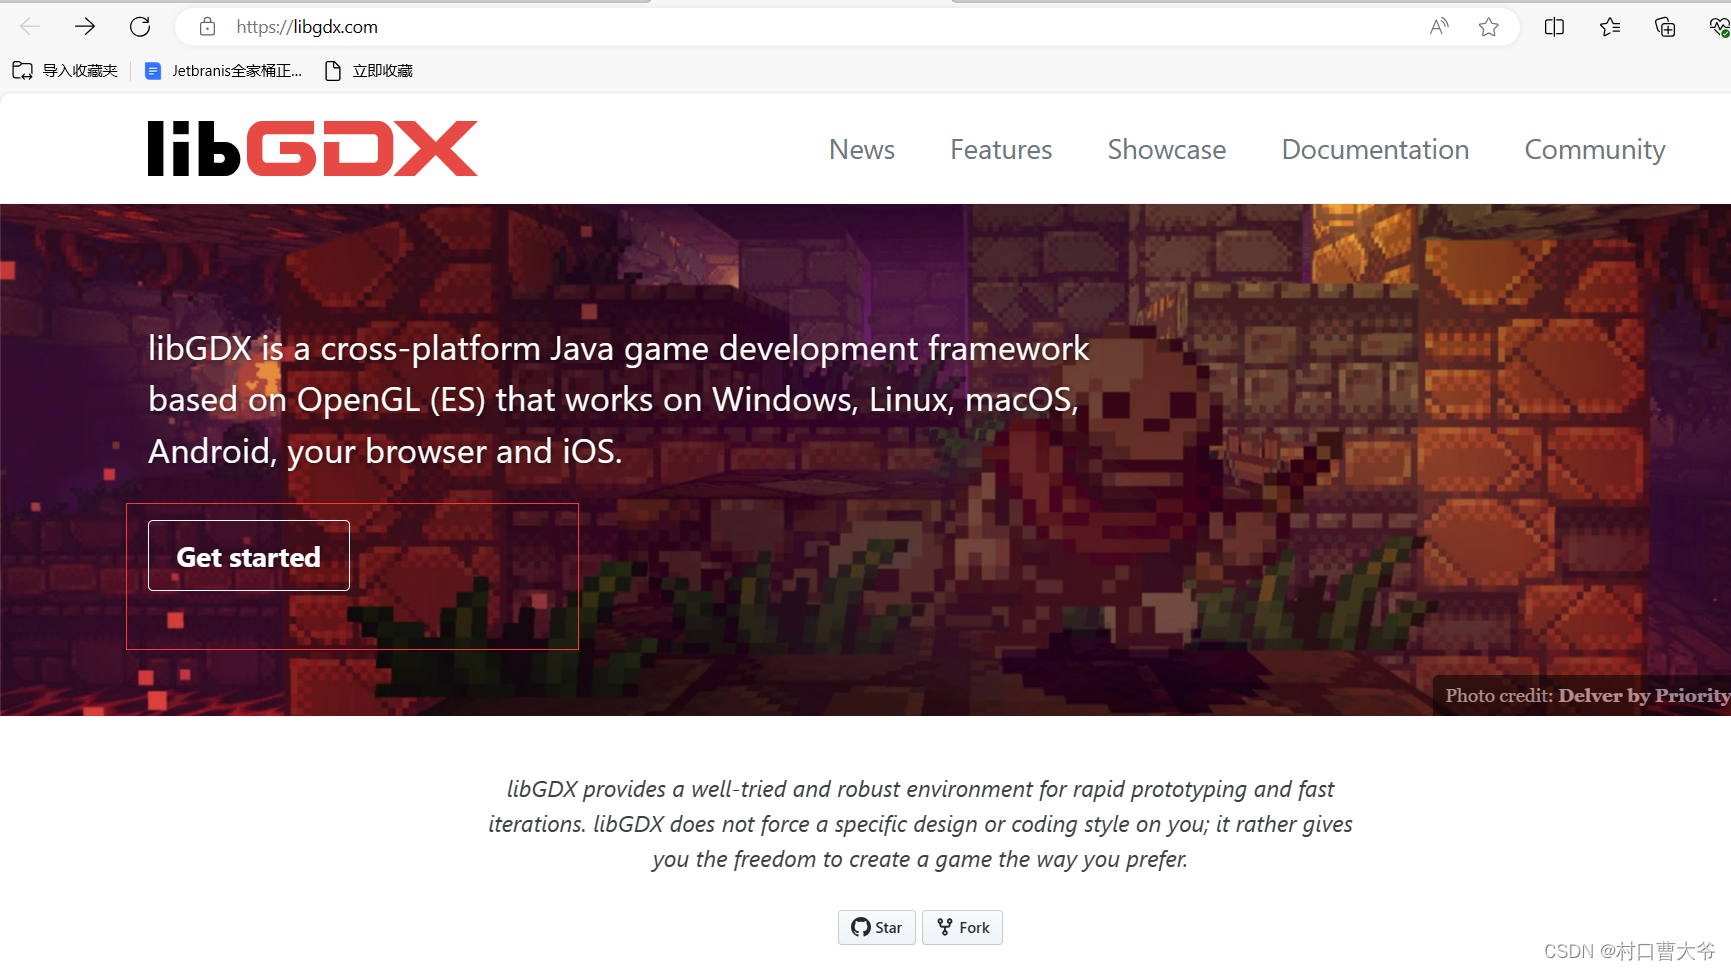 https://libgdx.com
导入收藏夹
Jetbranis全家桶正...
立即收藏
libGDX
News
Features
Showcase
Documentation
Community
libGDX is a cross-platform Java game development framework
based on OpenGL (ES) that works on Windows, Linux, macOS,
Android, your browser and iOS.
Get started
Photo credit: Delver by Priority
libGDX provides a well-tried and robust environment for rapid prototyping and fast
iterations. libGDX does not force a specific design or coding style on you; it rather gives
you the freedom to create a game the way you prefer.
Star
Fork
CSDN @村口曹大爷